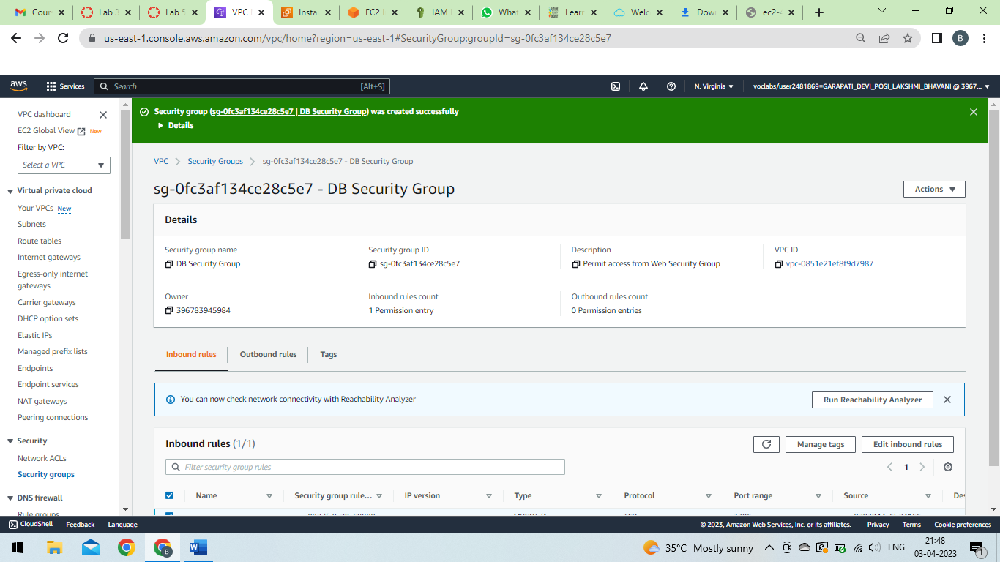 Cour
Lab 3
Lab 5
VPC
Insta
EC2
IAM
What
Learn
Welc
Dow
ec2-
us-east-1.console.aws.amazon.com/vpc/home?region=us-east-1#SecurityGroup:groupId=sg-0fc3af134ce28c5e7
B
aws
Services
Search
[Alt+S]
N. Virginia
voclabs/user2481869=GARAPATI_DEVI_POSI_LAKSHMI_BHAVANI @ 3967...
VPC dashboard
EC2 Global View New
Filter by VPC:
Select a VPC
Virtual private cloud
Your VPCs New
Subnets
Route tables
Internet gateways
Egress-only internet
gateways
Carrier gateways
DHCP option sets
Elastic IPs
Managed prefix lists
Endpoints
Endpoint services
NAT gateways
Peering connections
Security
Network ACLs
Security groups
DNS firewall
Rule groups
Security group (sg-0fc3af134ce28c5e7 | DB Security Group) was created successfully
Details
VPC
Security Groups
sg-0fc3af134ce28c5e7 - DB Security Group
sg-0fc3af134ce28c5e7 - DB Security Group
Actions
Details
Security group name
DB Security Group
Security group ID
sg-0fc3af134ce28c5e7
Description
Permit access from Web Security Group
VPC ID
vpc-0851e21ef8f9d7987
Owner
396783945984
Inbound rules count
1 Permission entry
Outbound rules count
0 Permission entries
Inbound rules
Outbound rules
Tags
You can now check network connectivity with Reachability Analyzer
Run Reachability Analyzer
Inbound rules (1/1)
Manage tags
Edit inbound rules
Filter security group rules
1
Name
Security group rule...
IP version
Type
Protocol
Port range
Source
Des
CloudShell
Feedback
Language
© 2023, Amazon Web Services, Inc. or its affiliates.
Privacy
Terms
Cookie preferences
B
35°C Mostly sunny
ENG
21:48
03-04-2023
1